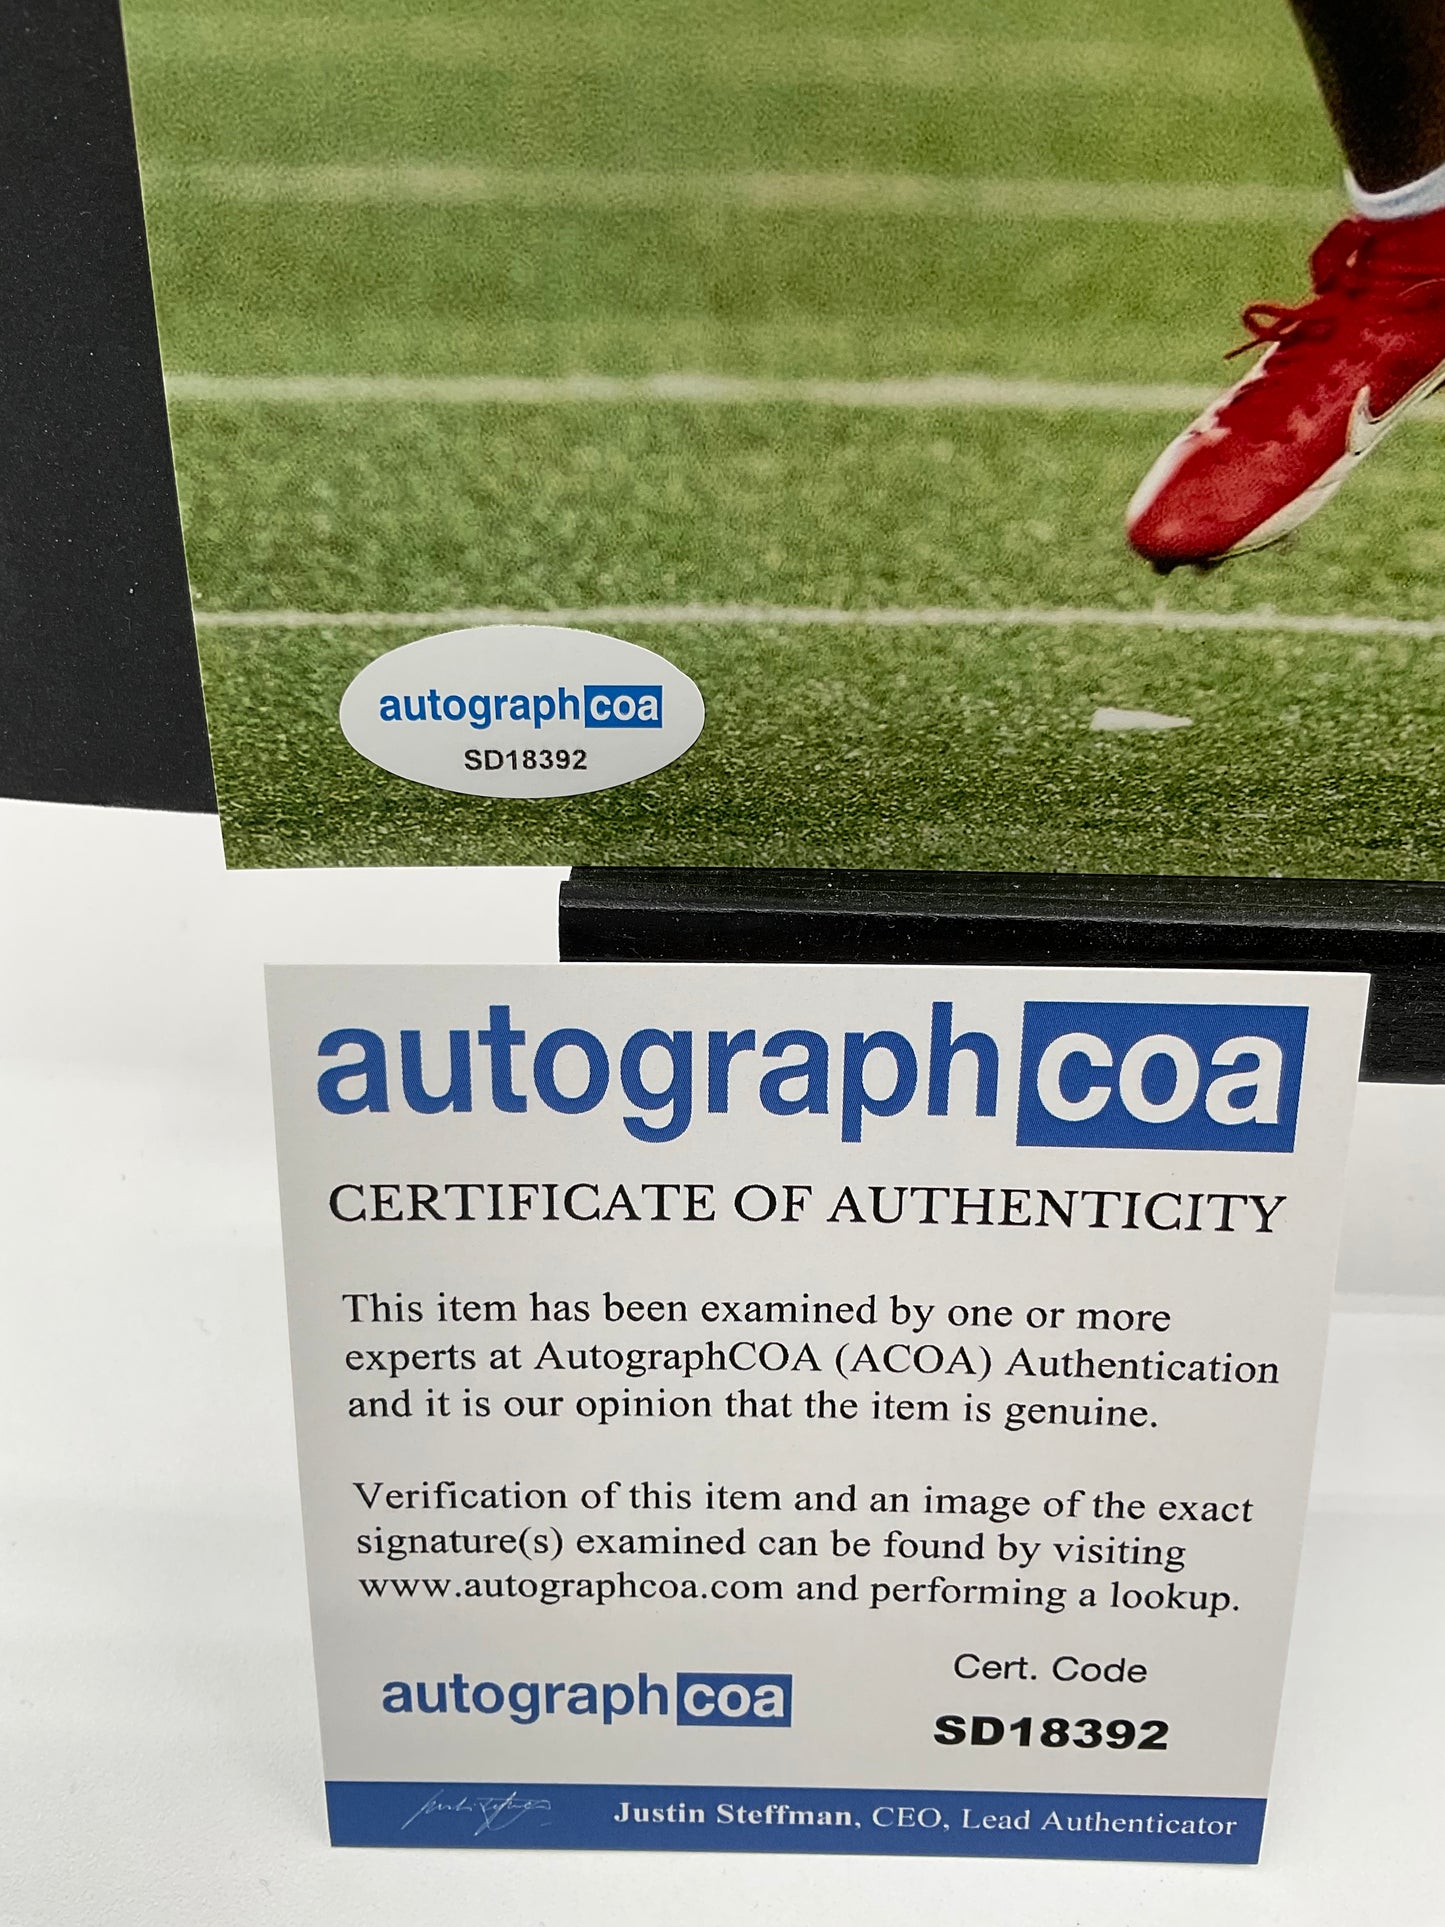 autographcoa
SD18392
autographcoa
CERTIFICATE OF AUTHENTICITY
This item has been examined by one or more
experts at AutographCOA (ACOA) Authentication
and it is our opinion that the item is genuine.
Verification of this item and an image of the exact
signature(s) examined can be found by visiting
www.autographcoa.com and performing a lookup.
autographcoa
Cert. Code
SD18392
Justin Steffman, CEO, Lead Authenticator